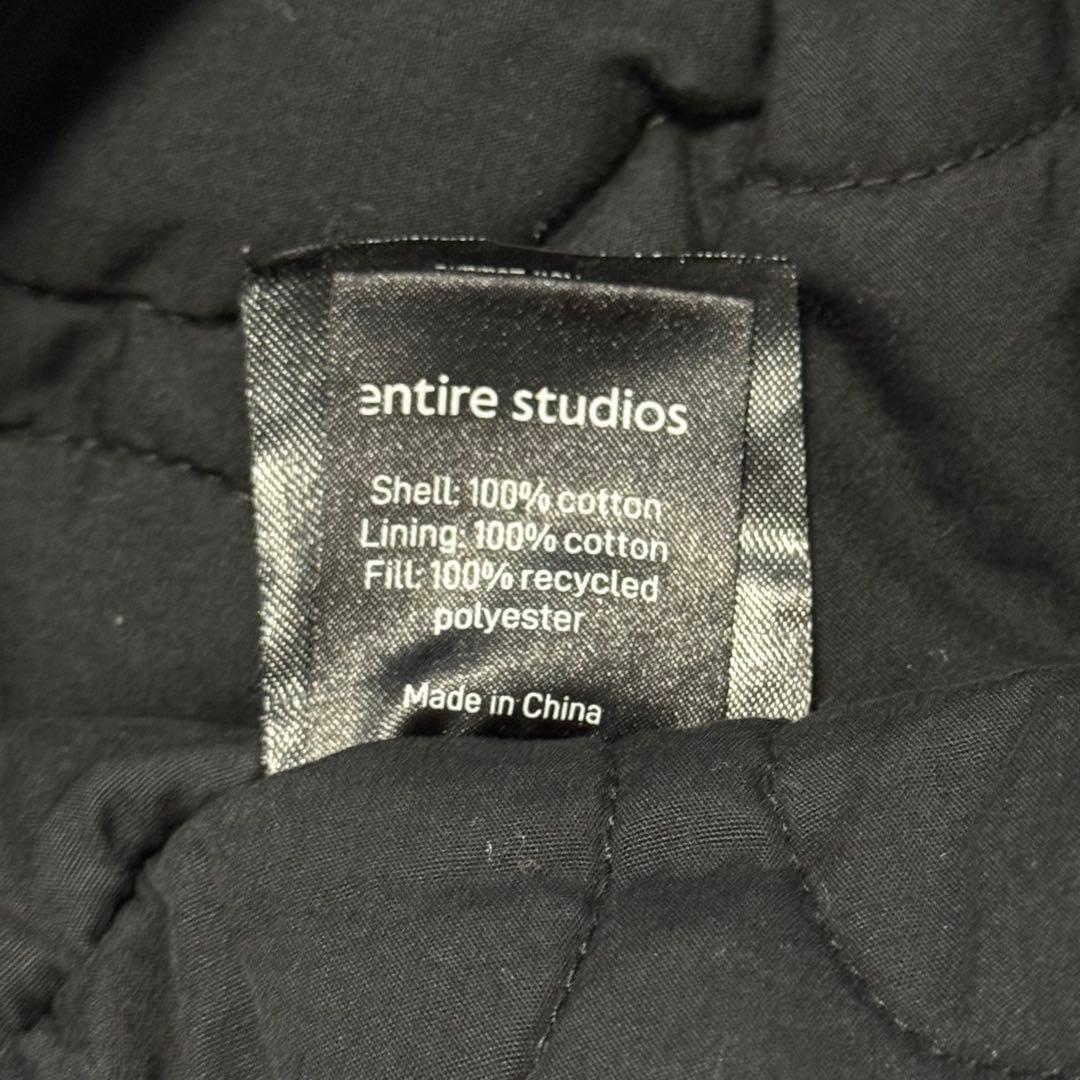 entire studios
Shell: 100% cotton
Lining: 100% cotton
Fill: 100% recycled
polyester
Made in China